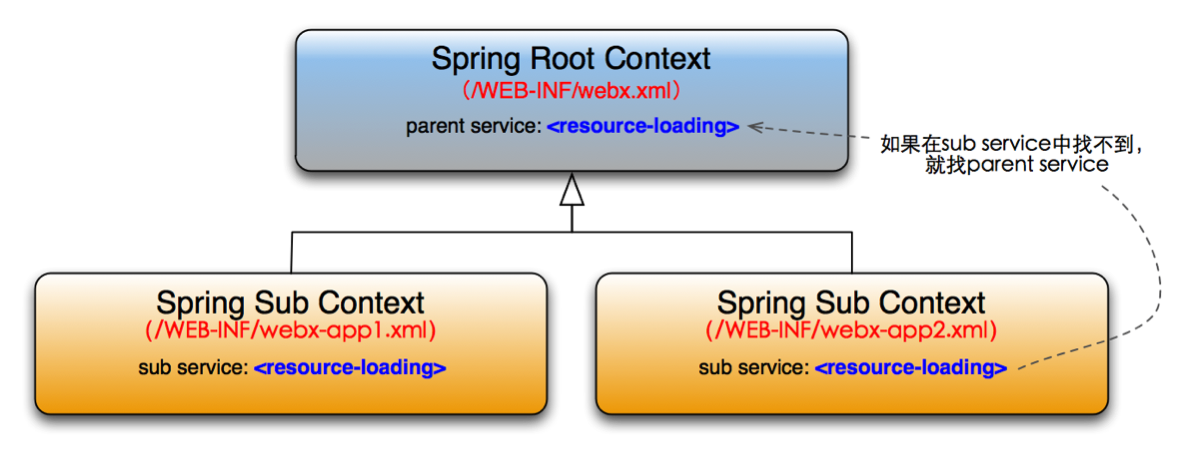 Spring Root Context
（/WEB-INF/webx.xml）
parent service: <resource-loading>
如果在sub service中找不到，
就找parent service
Spring Sub Context
(/WEB-INF/webx-app1.xml)
sub service: <resource-loading>
Spring Sub Context
(/WEB-INF/webx-app2.xml)
sub service: <resource-loading>